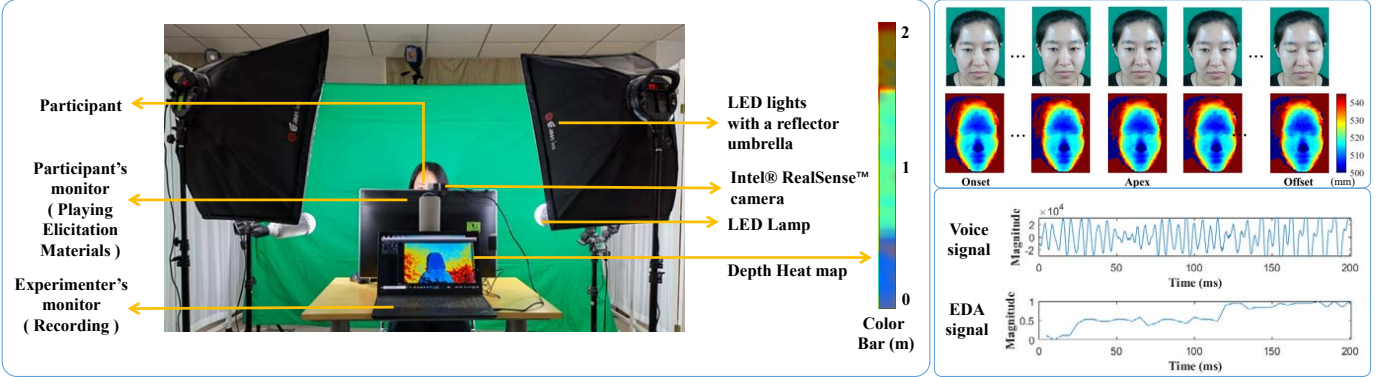 Participant
Participant's
monitor
( Playing
Elicitation
Materials )
Experimenter's
monitor
( Recording )
LED lights
with a reflector
umbrella
Intel® RealSense™
camera
LED Lamp
Depth Heat map
2
1
0
Color
Bar (m)
... ...
... ...
540
530
520
510
500
Onset Apex Offset (mm)
Voice
signal
Magnitude
×10⁴
2
0
-2
0 50 100 150 200
Time (ms)
EDA
signal
Magnitude
1
0.5
0
0 50 100 150 200
Time (ms)